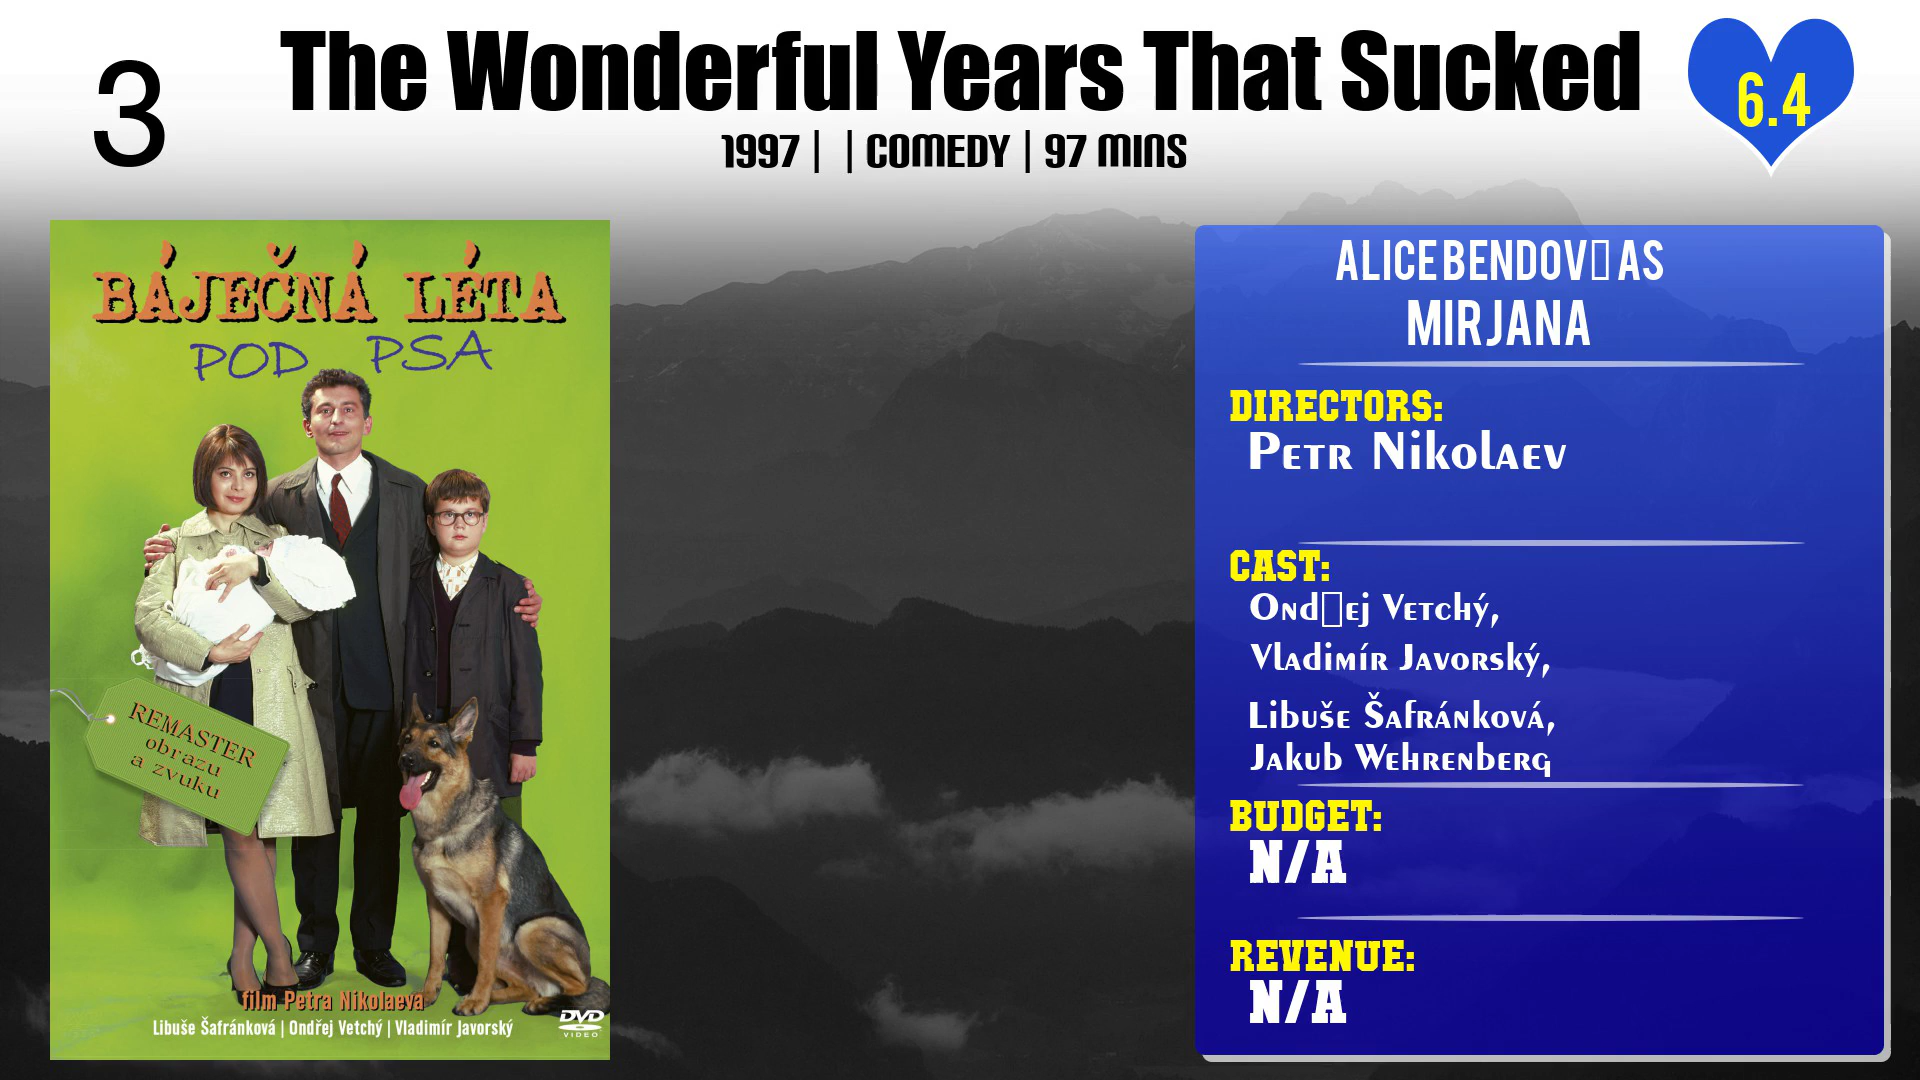 3
The Wonderful Years That Sucked
6.4
1997 | | COMEDY | 97 MINS
BÁJEČNÁ LÉTA
POD PSA
REMASTER
obrazu
a zvuku
film Petra Nikolaeva
Libuše Šafránková | Ondřej Vetchý | Vladimír Javorský
DVD
VIDEO
ALICE BENDOV□ AS
MIRJANA
DIRECTORS:
Petr Nikolaev
CAST:
Ond□ej Vetchý,
Vladimír Javorský,
Libuše Šafránková,
Jakub Wehrenberg
BUDGET:
N/A
REVENUE:
N/A